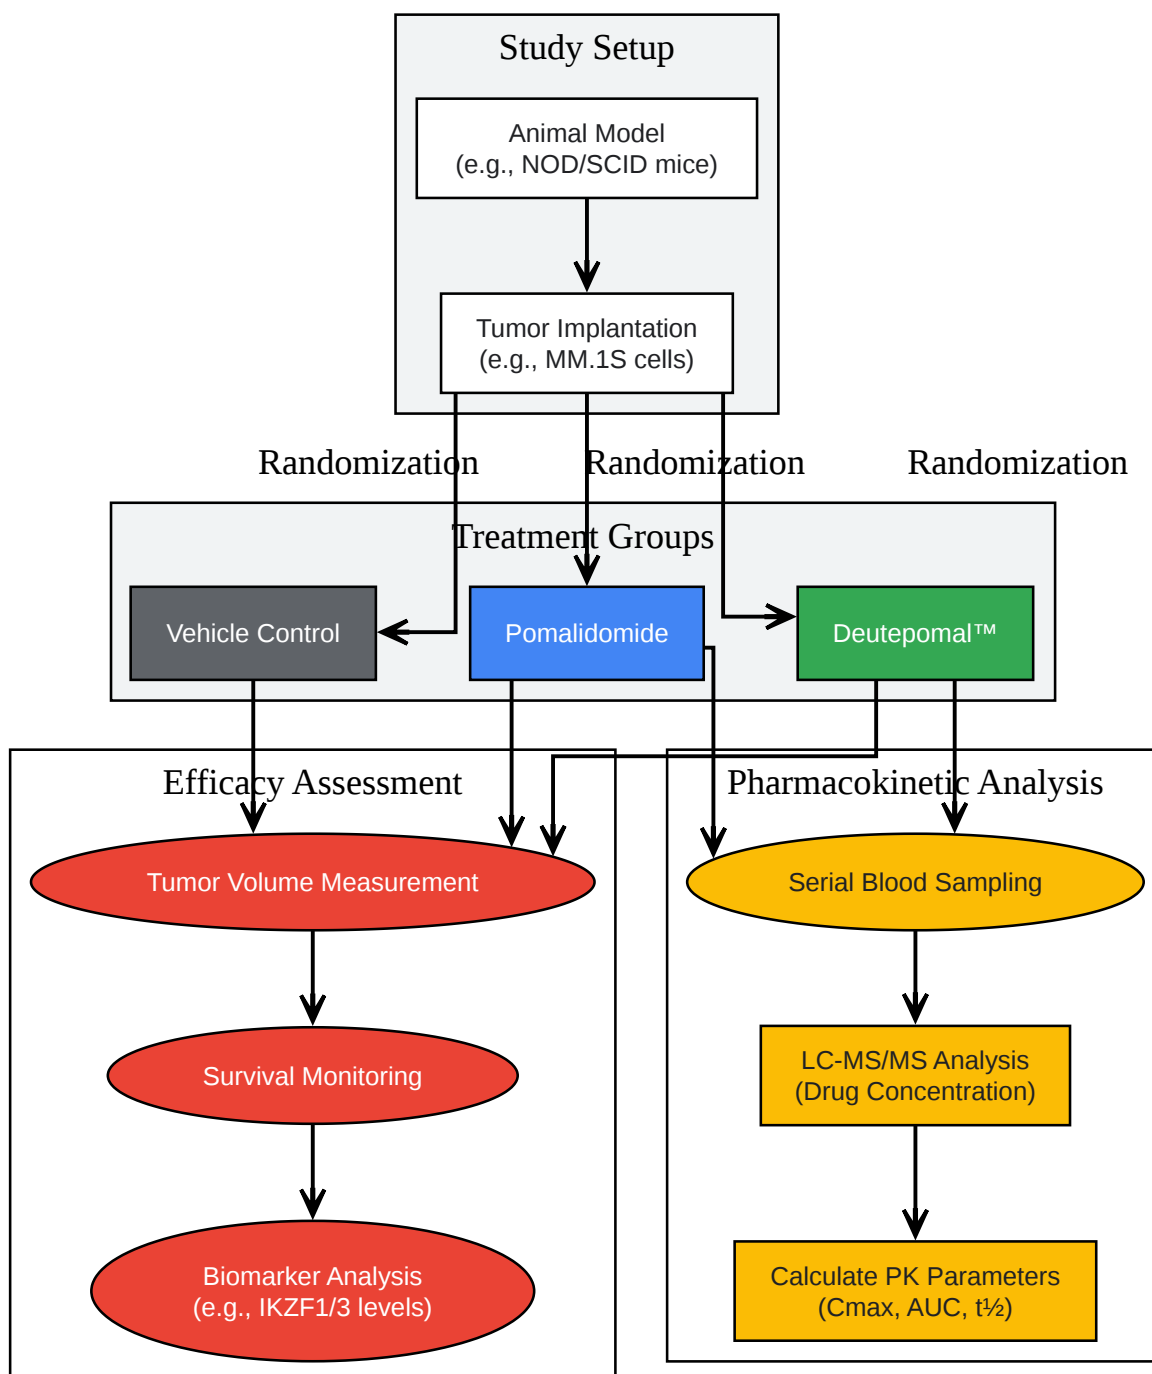 Study Setup
Animal Model
(e.g., NOD/SCID mice)
Tumor Implantation
(e.g., MM.1S cells)
Randomization
Randomization
Randomization
Treatment Groups
Vehicle Control
Pomalidomide
Deutepomal™
Efficacy Assessment
Pharmacokinetic Analysis
Tumor Volume Measurement
Serial Blood Sampling
Survival Monitoring
LC-MS/MS Analysis
(Drug Concentration)
Biomarker Analysis
(e.g., IKZF1/3 levels)
Calculate PK Parameters
(Cmax, AUC, t½)